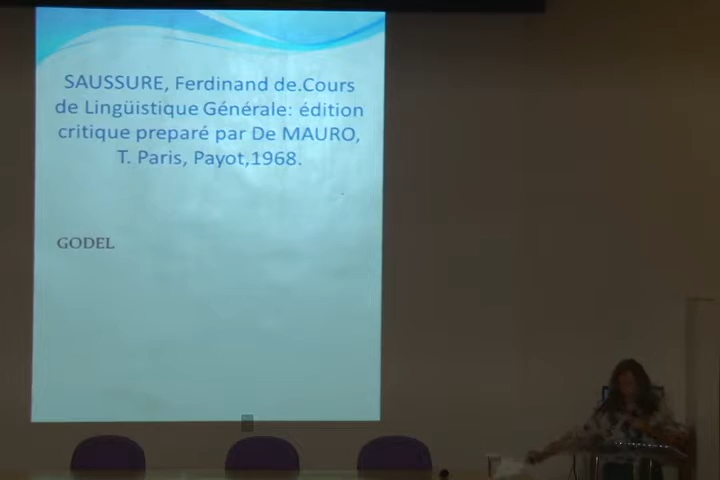 SAUSSURE, Ferdinand de.Cours
de Lingüistique Générale: édition
critique preparé par De MAURO,
T. Paris, Payot,1968.
GODEL